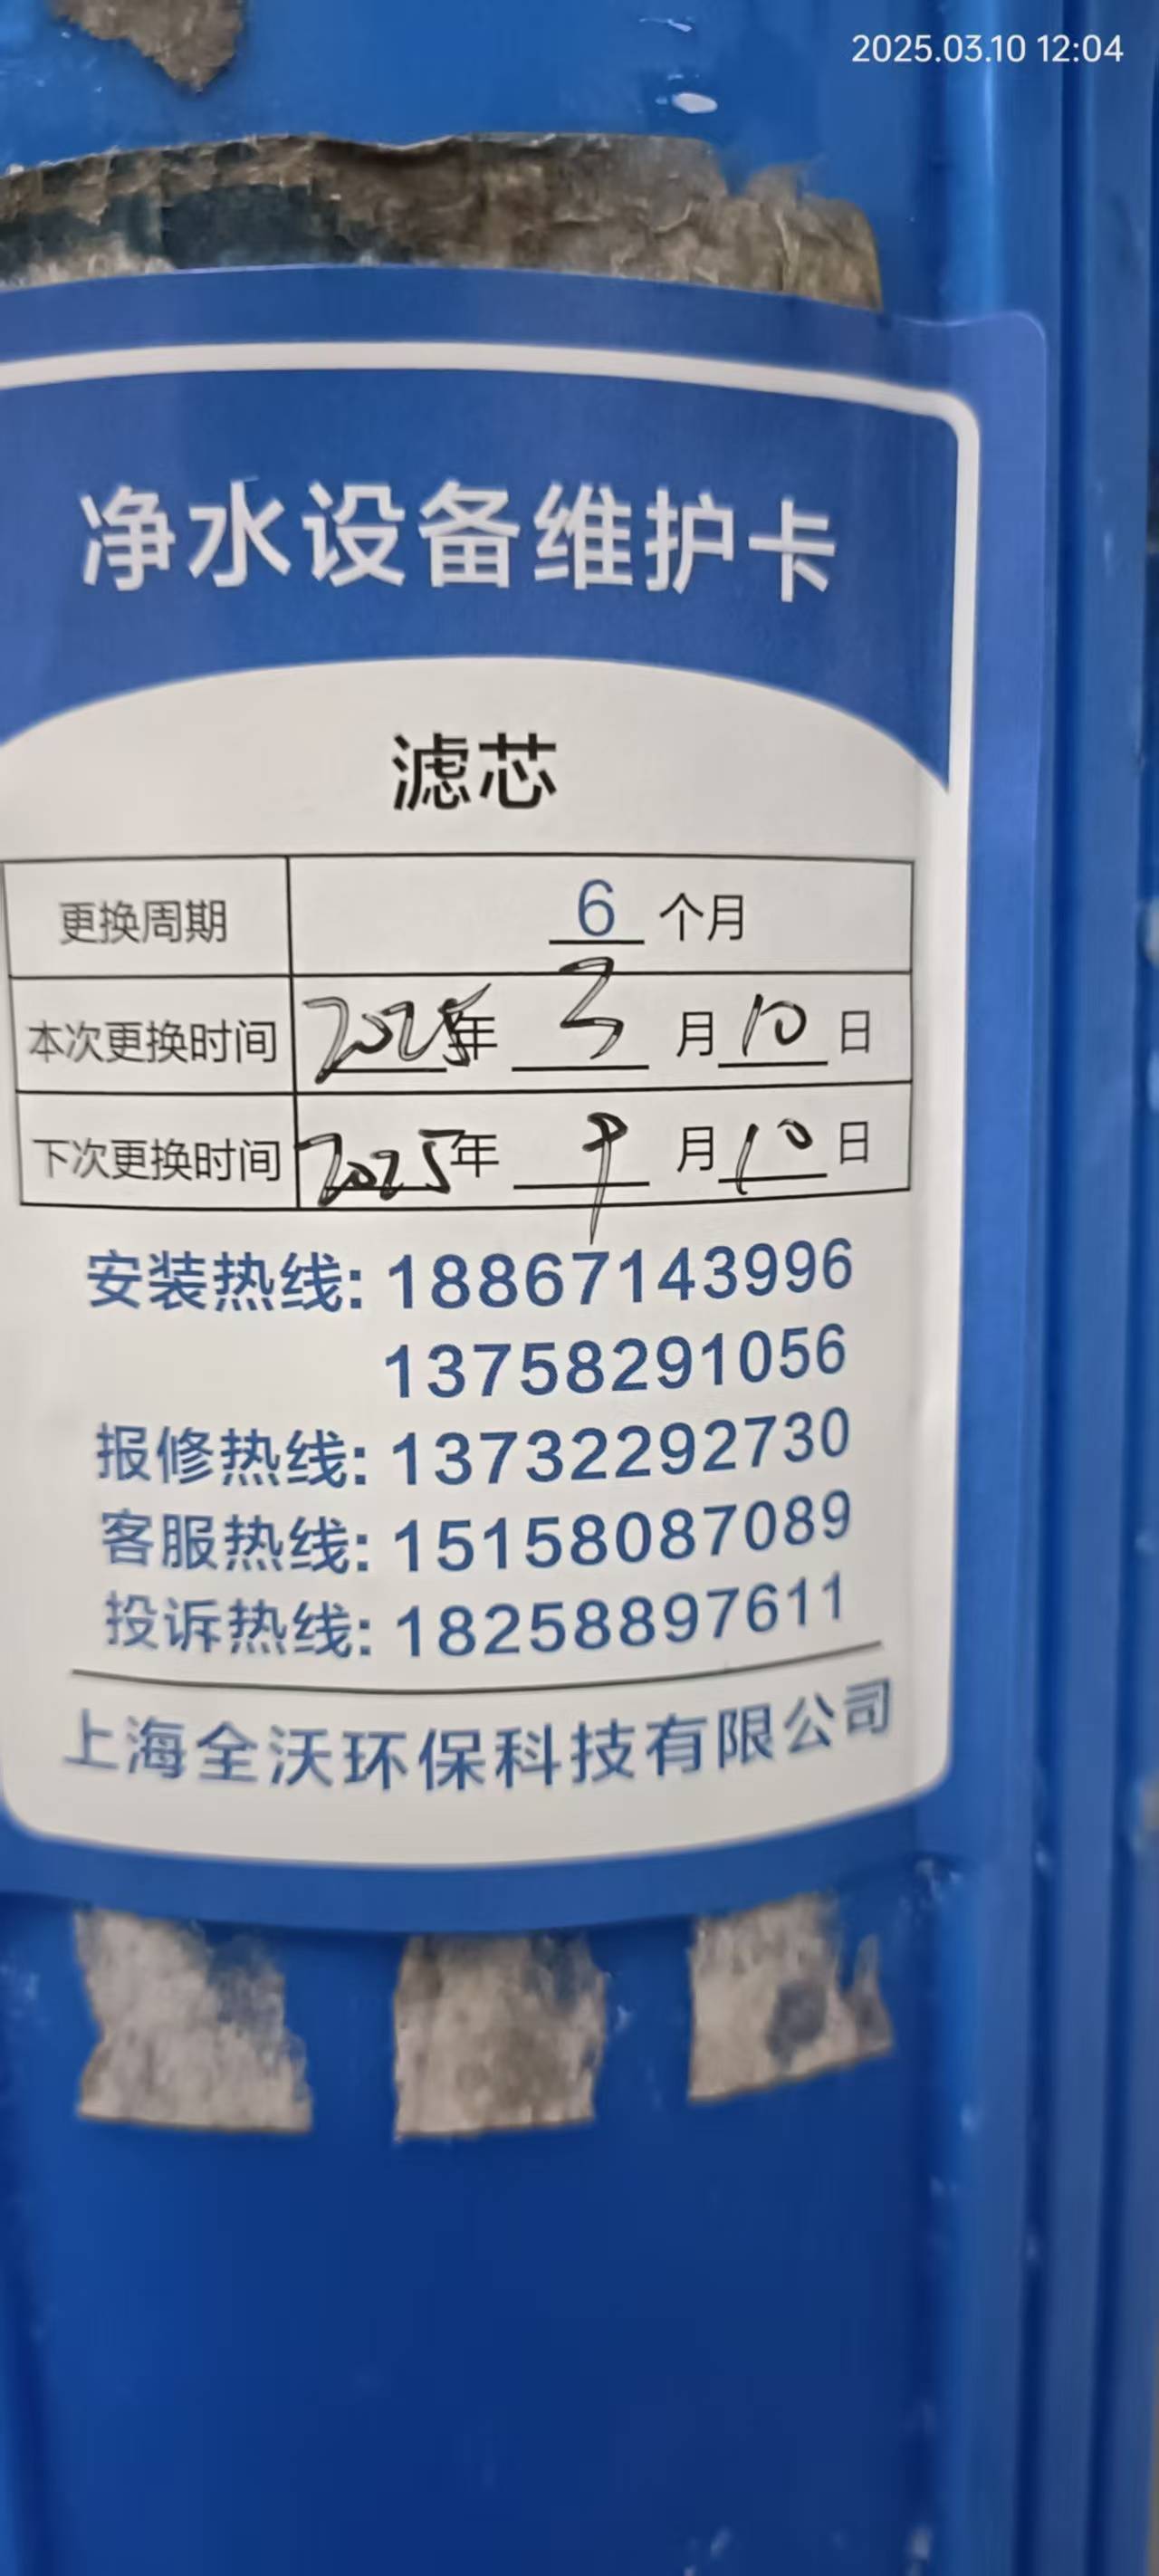 2025.03.10 12:04
净水设备维护卡
滤芯
更换周期 6 个月
本次更换时间 2025年 3 月 10 日
下次更换时间 2025年 9 月 10 日
安装热线: 18867143996
13758291056
报修热线: 13732292730
客服热线: 15158087089
投诉热线: 18258897611
上海全沃环保科技有限公司